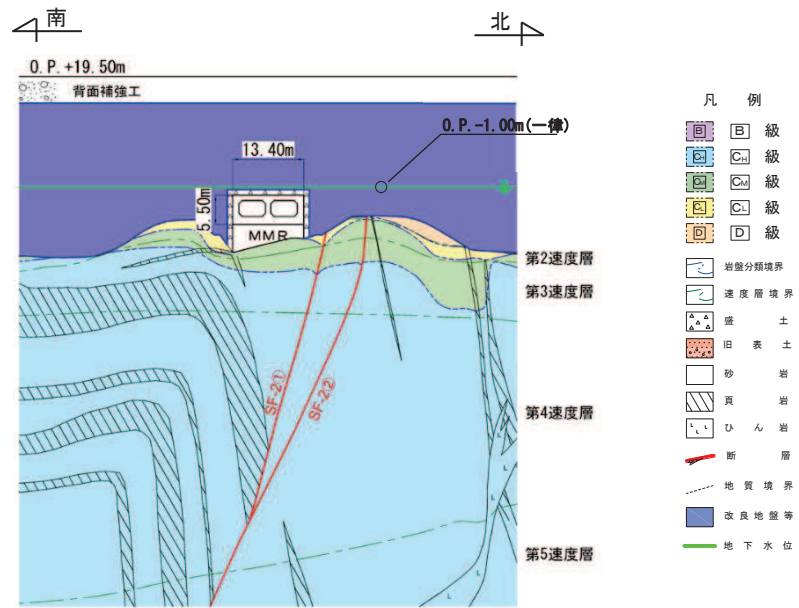 南
北
O.P.+19.50m
背面補強工
O.P.-1.00m(一律)
13.40m
5.50m
MMR
第2速度層
第3速度層
SF-2①
SF-2②
第4速度層
第5速度層
凡 例
B B 級
CH CH 級
CM CM 級
CL CL 級
D D 級
岩盤分類境界
速度層境界
盛 土
旧 表 土
砂 岩
頁 岩
ひ ん 岩
断 層
地 質 境 界
改 良 地 盤 等
地 下 水 位